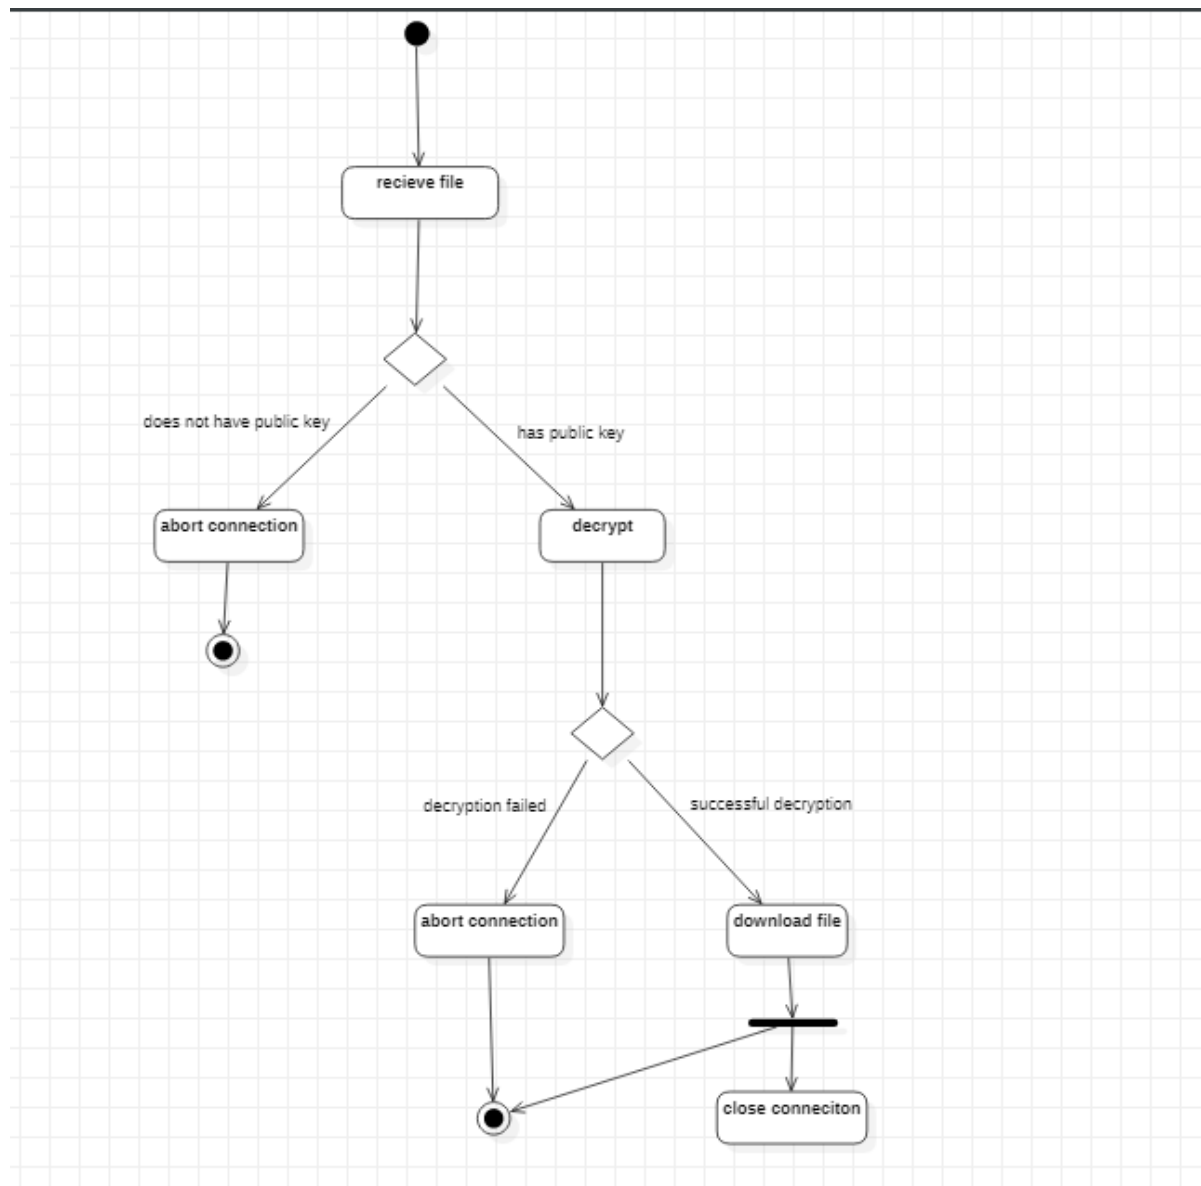 recieve file
does not have public key
has public key
abort connection
decrypt
decryption failed
successful decryption
abort connection
download file
close conneciton